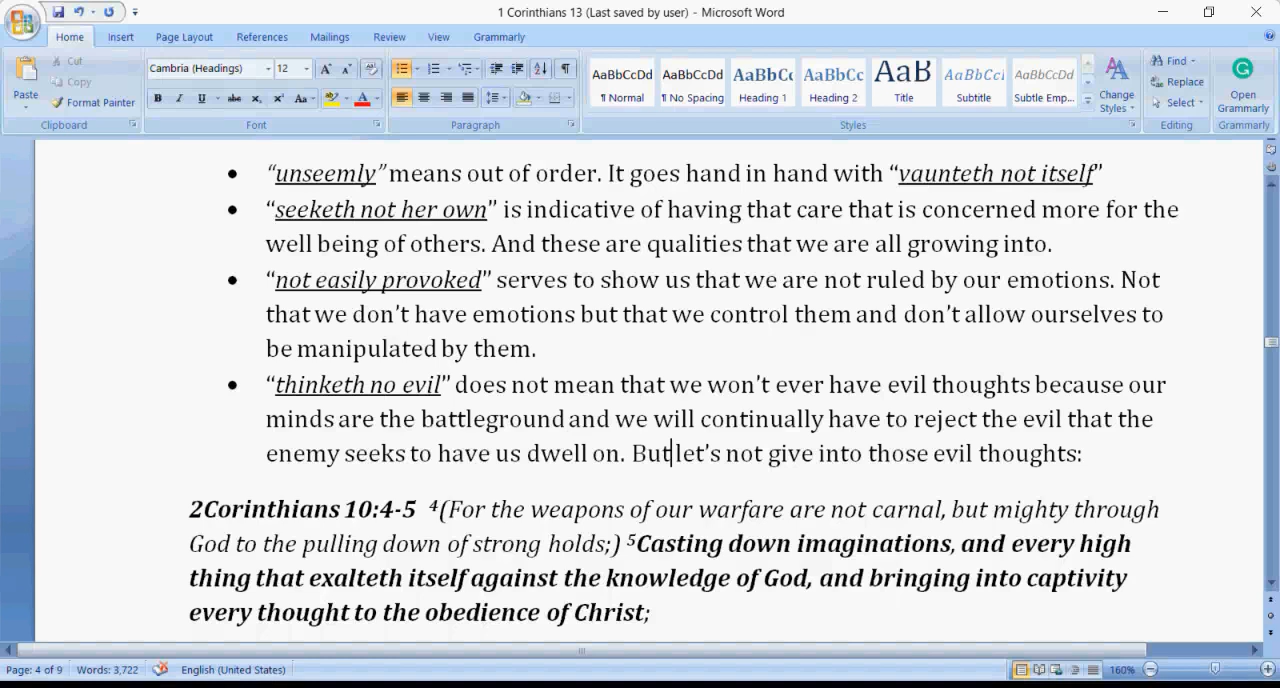 1 Corinthians 13 (Last saved by user) - Microsoft Word
Home Insert Page Layout References Mailings Review View Grammarly
Paste Cut Copy Format Painter Clipboard
Cambria (Headings) 12 Font
Paragraph
AaBbCcDd AaBbCcDd AaBbCc AaBbCc AaB AaBbCcl AaBbCcDd
¶ Normal ¶ No Spacing Heading 1 Heading 2 Title Subtitle Subtle Emp...
Change Styles Styles
Find Replace Select Editing
Open Grammarly Grammarly
• “unseemly” means out of order. It goes hand in hand with “vaunteth not itself”
• “seeketh not her own” is indicative of having that care that is concerned more for the
well being of others. And these are qualities that we are all growing into.
• “not easily provoked” serves to show us that we are not ruled by our emotions. Not
that we don’t have emotions but that we control them and don’t allow ourselves to
be manipulated by them.
• “thinketh no evil” does not mean that we won’t ever have evil thoughts because our
minds are the battleground and we will continually have to reject the evil that the
enemy seeks to have us dwell on. But let’s not give into those evil thoughts:
2Corinthians 10:4-5 4(For the weapons of our warfare are not carnal, but mighty through
God to the pulling down of strong holds;) 5Casting down imaginations, and every high
thing that exalteth itself against the knowledge of God, and bringing into captivity
every thought to the obedience of Christ;
Page: 4 of 9 Words: 3,722 English (United States) 160%